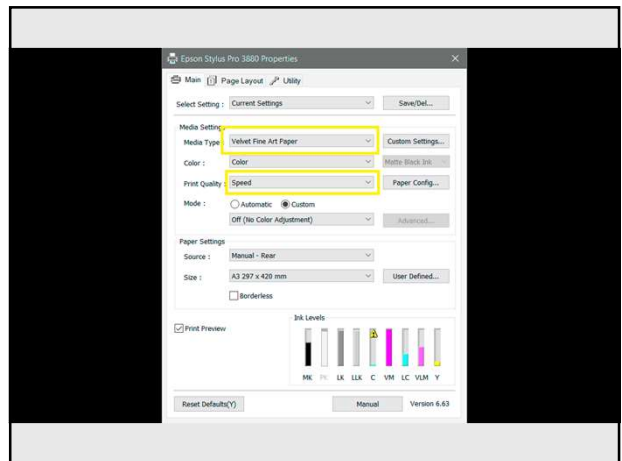 Epson Stylus Pro 3880 Properties
Main Page Layout Utility
Select Setting : Current Settings Save/Del...
Media Settings
Media Type : Velvet Fine Art Paper Custom Settings...
Color : Color Matte Black Ink
Print Quality : Speed Paper Config...
Mode : Automatic Custom
Off (No Color Adjustment) Advanced...
Paper Settings
Source : Manual - Rear
Size : A3 297 x 420 mm User Defined...
Borderless
Ink Levels
Print Preview
MK PK LK LLK C VM LC VLM Y
Reset Defaults(Y) Manual Version 6.63